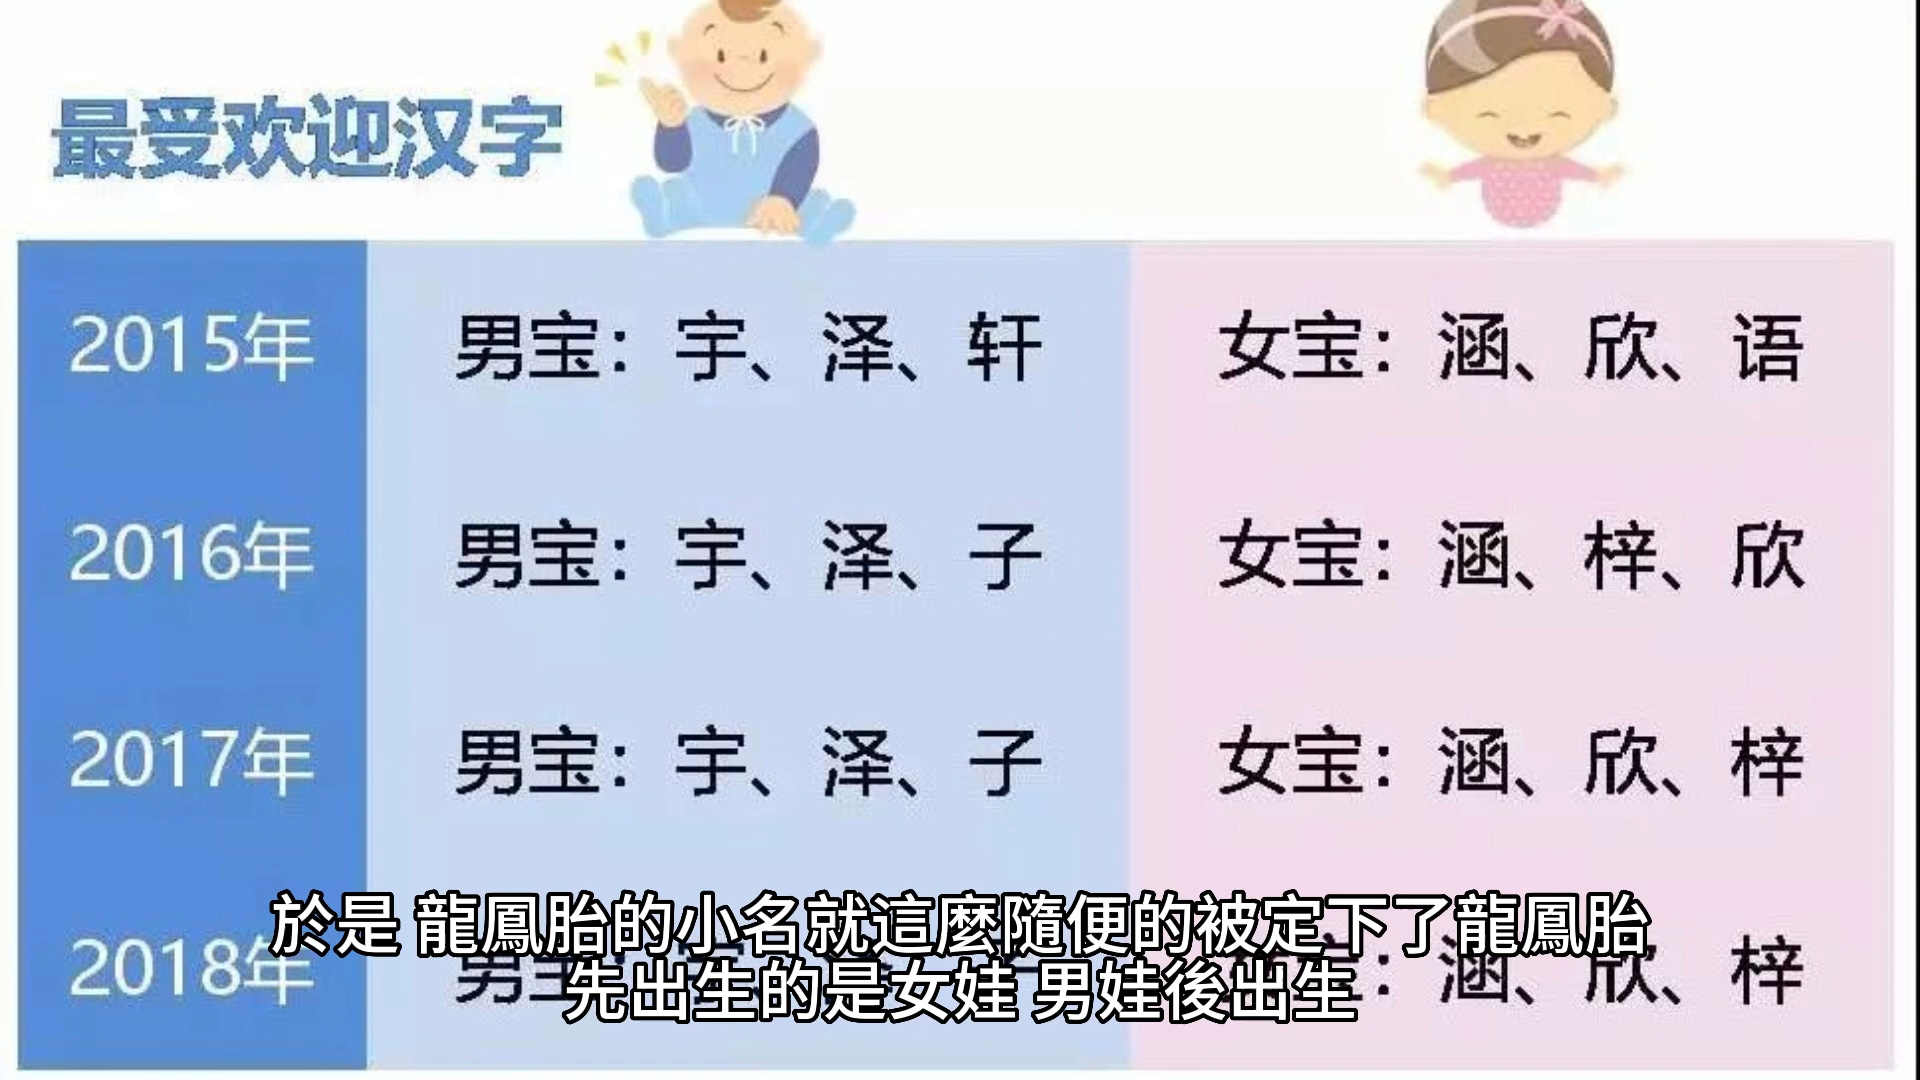 最受欢迎汉字
2015年 男宝：宇、泽、轩 女宝：涵、欣、语
2016年 男宝：宇、泽、子 女宝：涵、梓、欣
2017年 男宝：宇、泽、子 女宝：涵、欣、梓
2018年 男宝 涵、欣、梓
於是 龍鳳胎的小名就這麼隨便的被定下了龍鳳胎
先出生的是女娃 男娃後出生